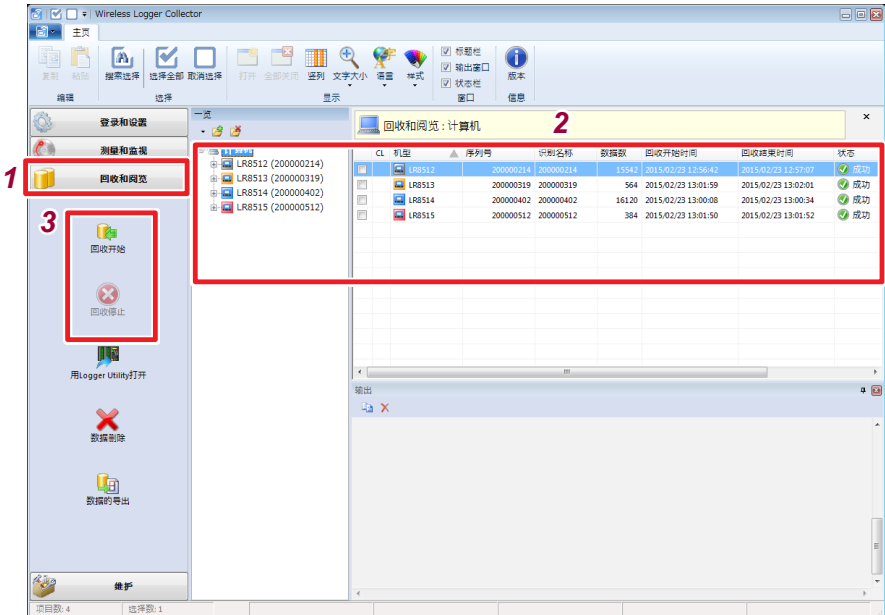 Wireless Logger Collector
主页
复制 粘贴 搜索选择 选择全部 取消选择 打开 全部关闭 竖列 文字大小 语言 样式 标题栏 输出窗口 状态栏 版本
编辑 选择 显示 窗口 信息
登录和设置
测量和监视
1 回收和阅览
3
回收开始
回收停止
用Logger Utility打开
数据删除
数据的导出
维护
一览
LR8512 (200000214)
LR8513 (200000319)
LR8514 (200000402)
LR8515 (200000512)
回收和阅览 : 计算机 2
CL 机型 序列号 识别名称 数据数 回收开始时间 回收结束时间 状态
LR8512 200000214 200000214 15542 2015/02/23 12:56:42 2015/02/23 12:57:07 成功
LR8513 200000319 200000319 564 2015/02/23 13:01:59 2015/02/23 13:02:01 成功
LR8514 200000402 200000402 16120 2015/02/23 13:00:08 2015/02/23 13:00:34 成功
LR8515 200000512 200000512 384 2015/02/23 13:01:50 2015/02/23 13:01:52 成功
输出
项目数: 4 选择数: 1